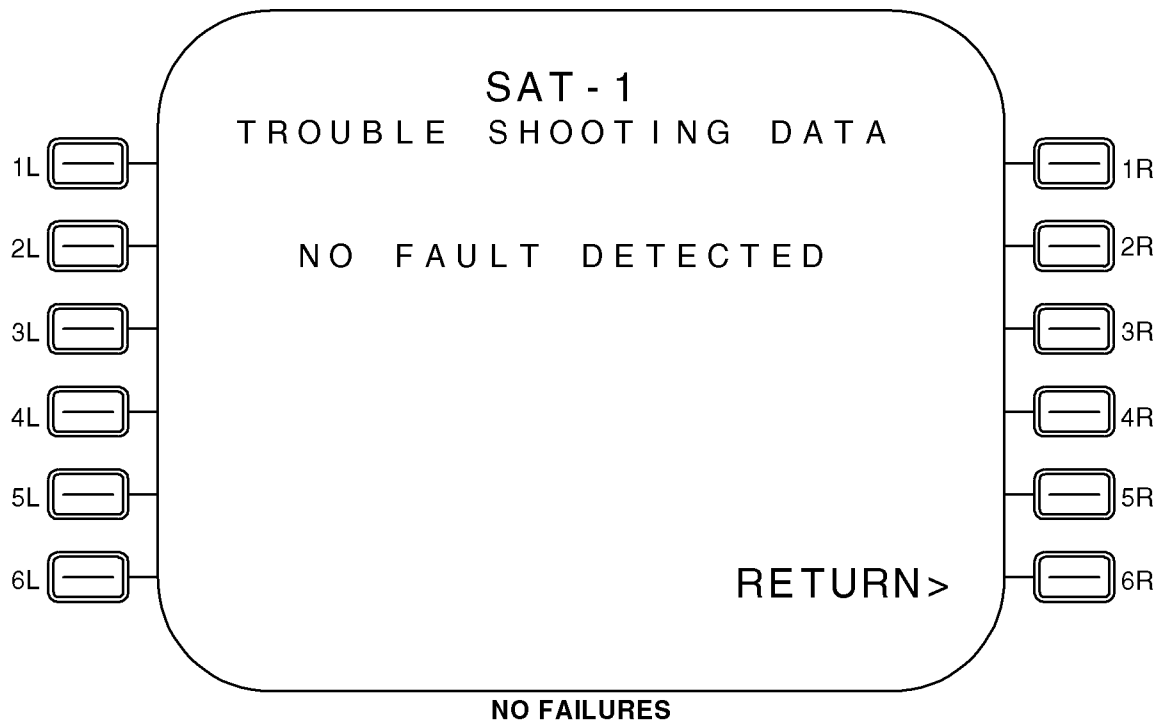 SAT-1
TROUBLE SHOOTING DATA
1L 1R
2L NO FAULT DETECTED 2R
3L 3R
4L 4R
5L 5R
6L RETURN> 6R
NO FAILURES